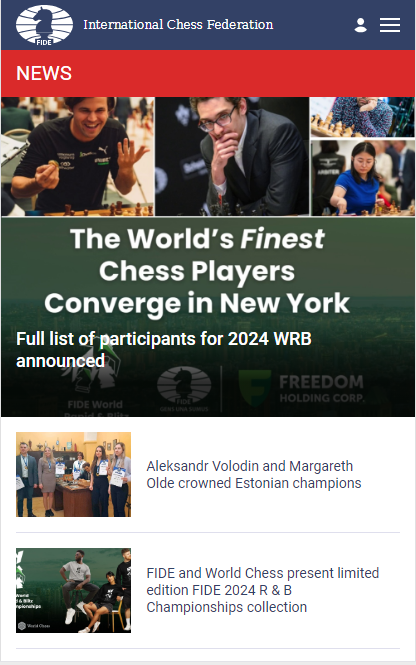 FIDE
International Chess Federation
NEWS
ARBITER
The World's Finest
Chess Players
Converge in New York
Full list of participants for 2024 WRB
announced
FIDE
FREEDOM
HOLDING CORP.
FIDE World
Rapid & Blitz
Aleksandr Volodin and Margareth
Olde crowned Estonian champions
FIDE and World Chess present limited
edition FIDE 2024 R & B
Championships collection
World Chess